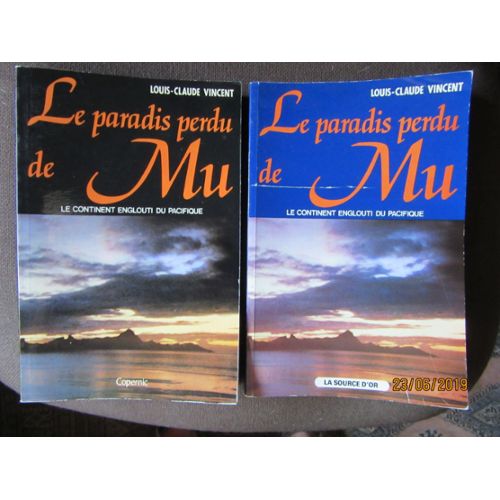 LOUIS-CLAUDE VINCENT
Le paradis perdu
de Mu
LE CONTINENT ENGLOUTI DU PACIFIQUE
Copernic
LOUIS-CLAUDE VINCENT
Le paradis perdu
de Mu
LE CONTINENT ENGLOUTI DU PACIFIQUE
LA SOURCE D'OR
23/06/2019